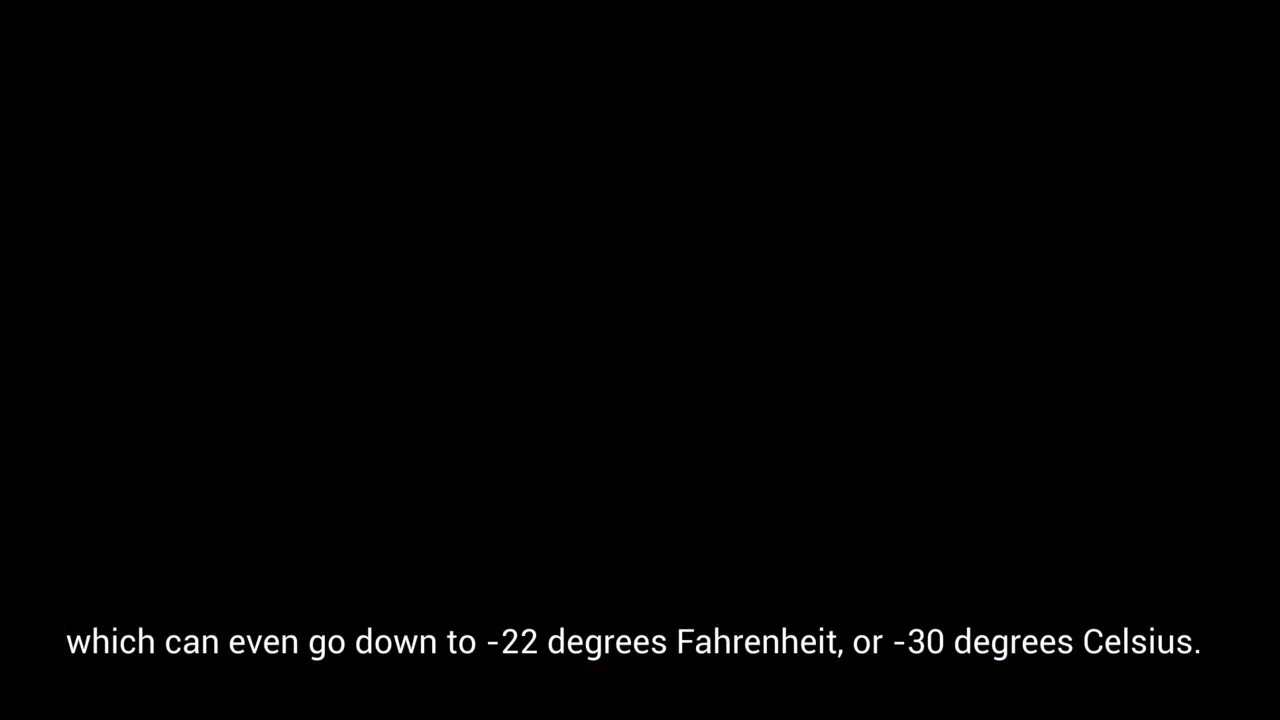 which can even go down to -22 degrees Fahrenheit, or -30 degrees Celsius.